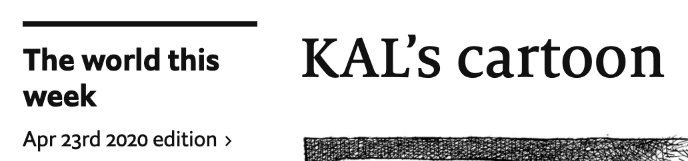 The world this
week
Apr 23rd 2020 edition ›
KAL’s cartoon